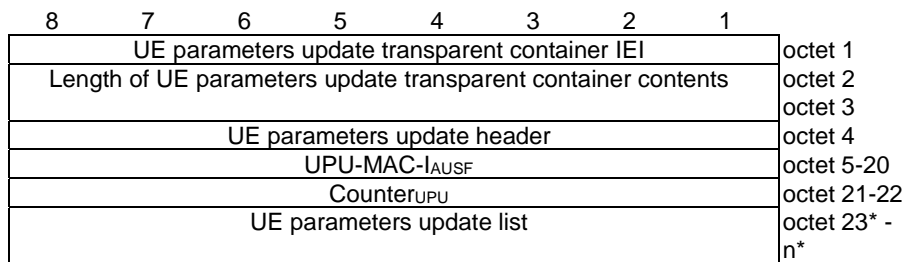 8 7 6 5 4 3 2 1
UE parameters update transparent container IEI octet 1
Length of UE parameters update transparent container contents octet 2
octet 3
UE parameters update header octet 4
UPU-MAC-IAUSF octet 5-20
CounterUPU octet 21-22
UE parameters update list octet 23* -
n*